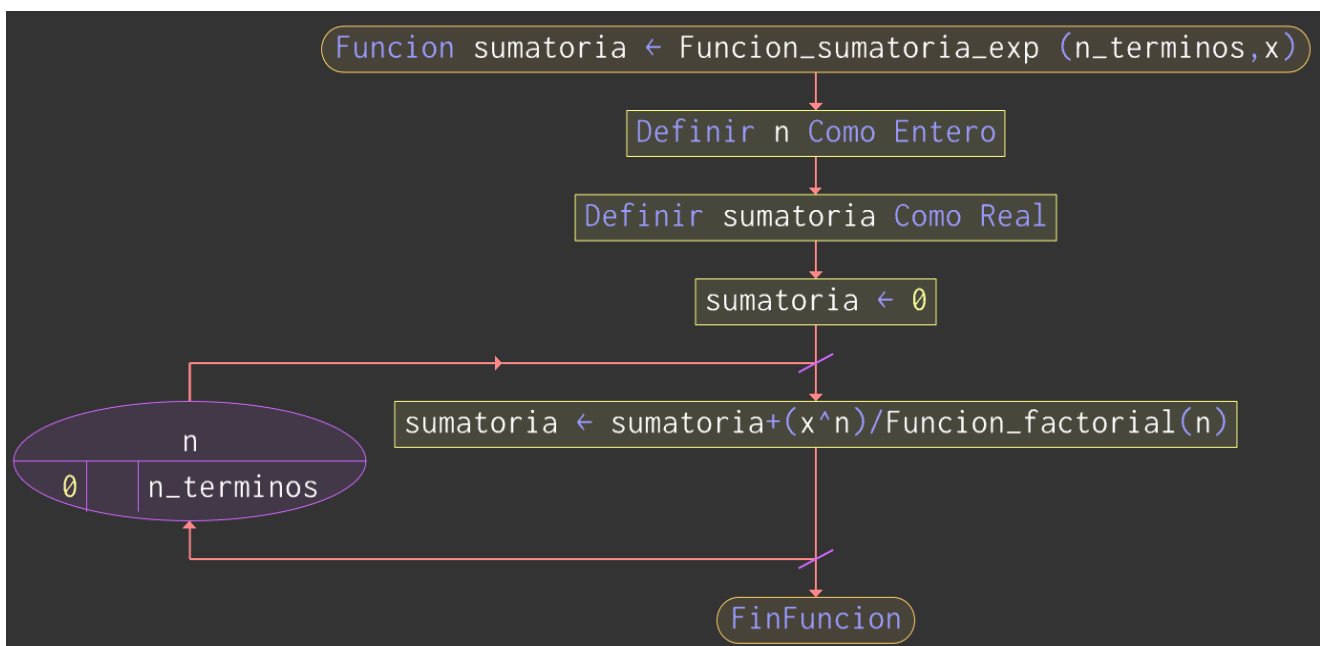 Funcion sumatoria ← Funcion_sumatoria_exp (n_terminos,x)
Definir n Como Entero
Definir sumatoria Como Real
sumatoria ← 0
sumatoria ← sumatoria+(x^n)/Funcion_factorial(n)
n
0 n_terminos
FinFuncion